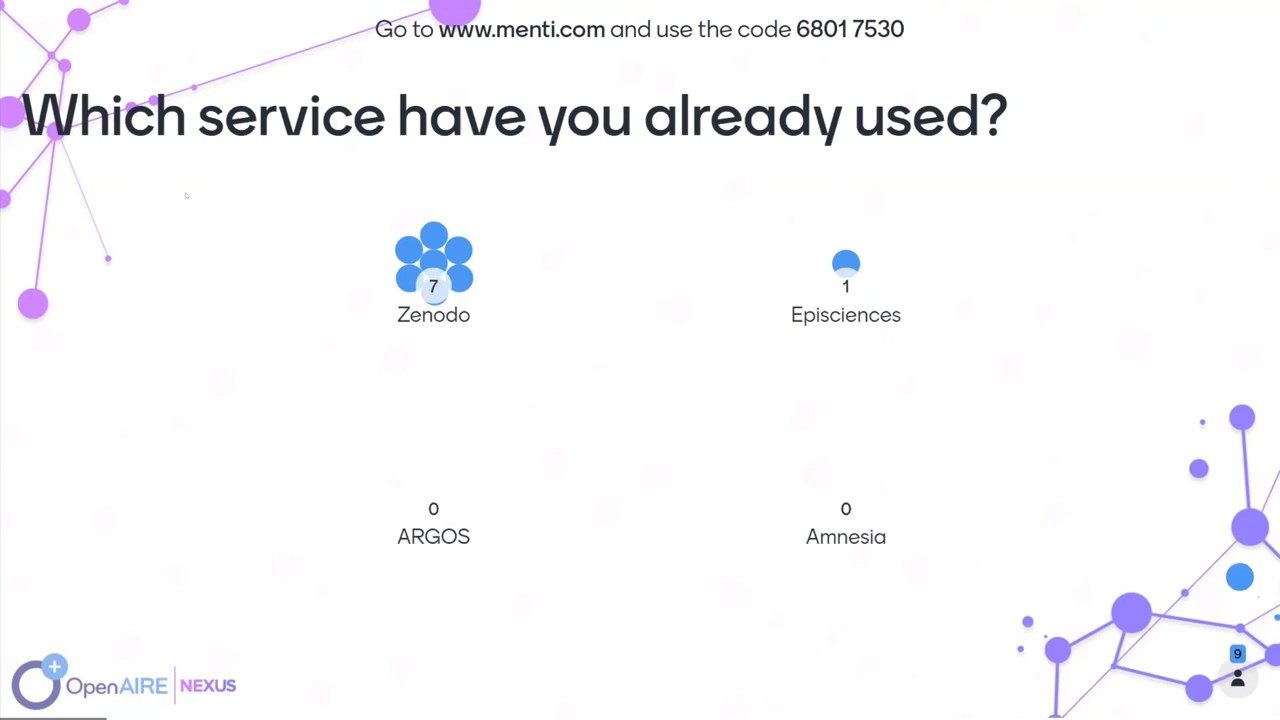 Go to www.menti.com and use the code 6801 7530
Which service have you already used?
7
Zenodo
1
Episciences
0
ARGOS
0
Amnesia
9
OpenAIRE NEXUS